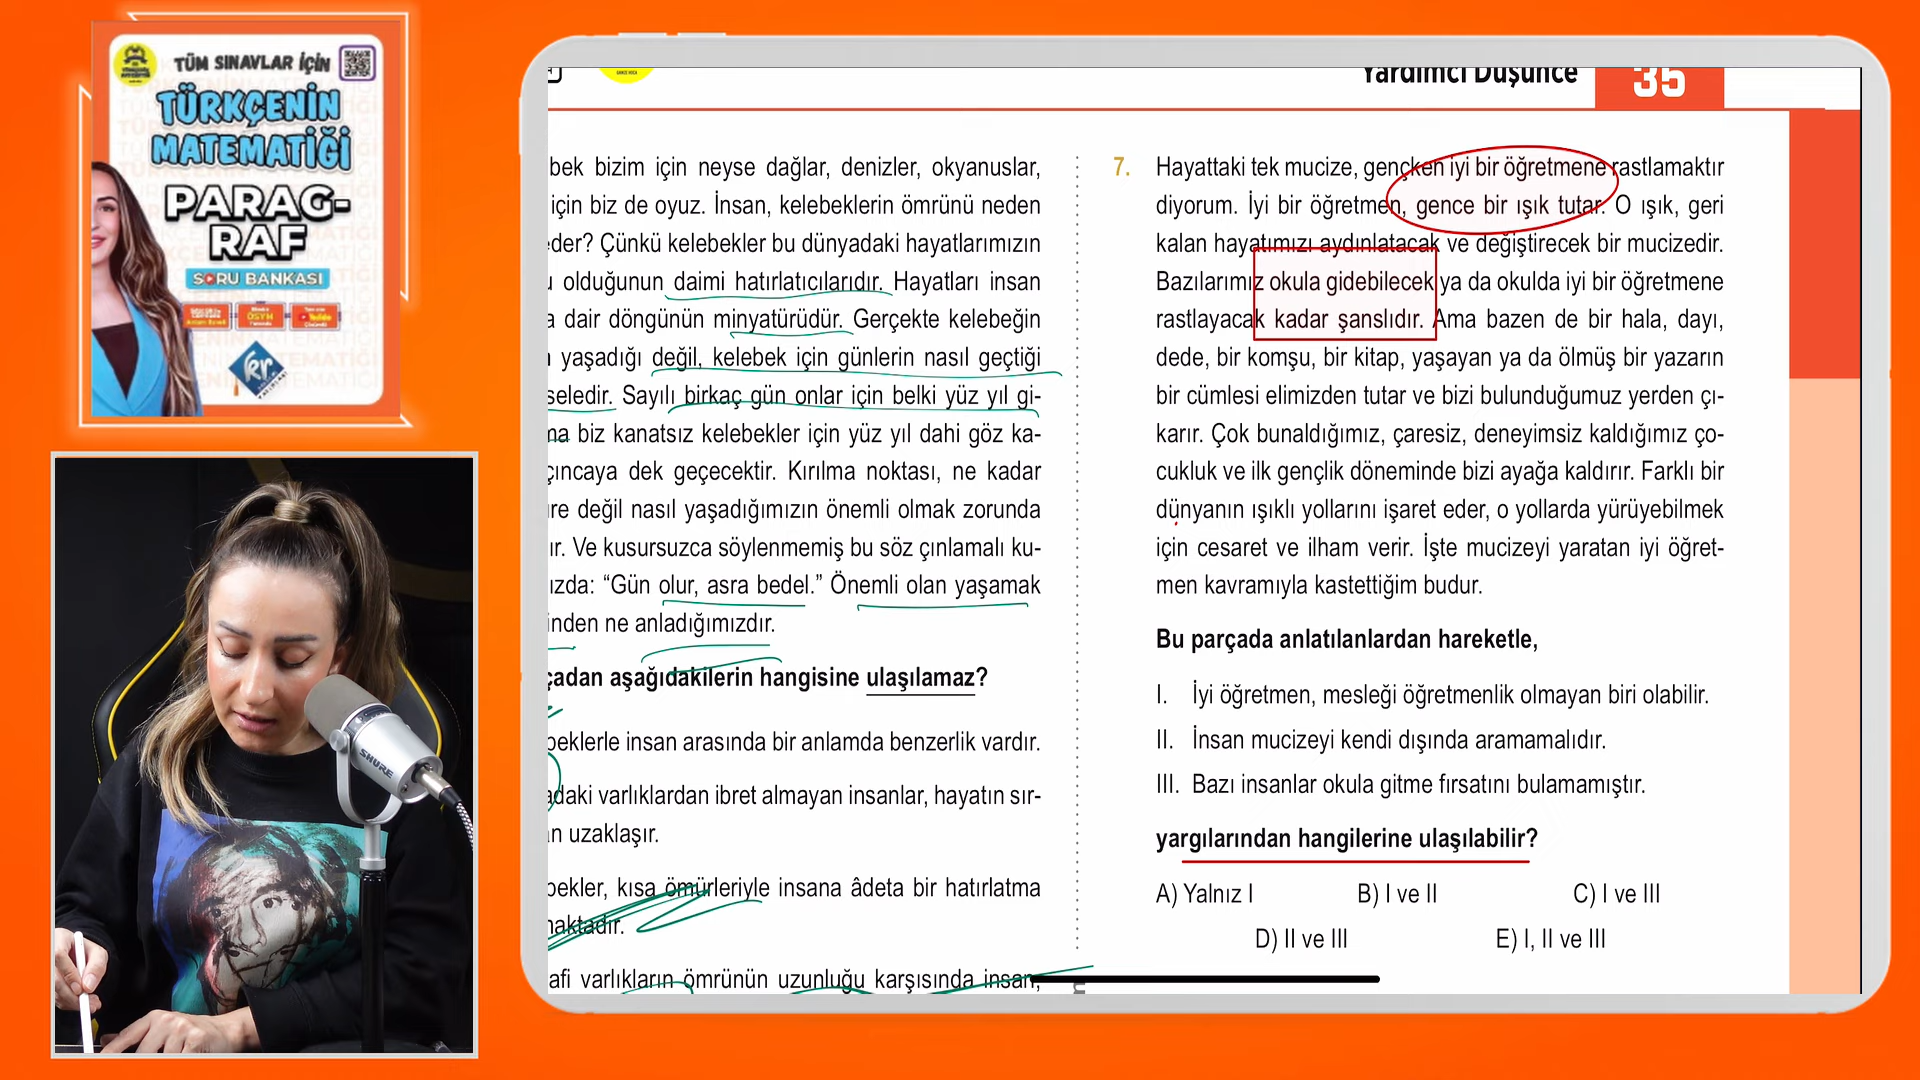 TÜM SINAVLAR İÇİN
TÜRKÇENİN
MATEMATİĞİ
PARAG-
RAF
SORU BANKASI
SHURE
Yardımcı Düşünce
35
bek bizim için neyse dağlar, denizler, okyanuslar,
için biz de oyuz. İnsan, kelebeklerin ömrünü neden
eder? Çünkü kelebekler bu dünyadaki hayatlarımızın
olduğunun daimi hatırlatıcılarıdır. Hayatları insan
a dair döngünün minyatürüdür. Gerçekte kelebeğin
yaşadığı değil, kelebek için günlerin nasıl geçtiği
seledir. Sayılı birkaç gün onlar için belki yüz yıl gi-
ma biz kanatsız kelebekler için yüz yıl dahi göz ka-
çıncaya dek geçecektir. Kırılma noktası, ne kadar
re değil nasıl yaşadığımızın önemli olmak zorunda
ır. Ve kusursuzca söylenmemiş bu söz çınlamalı ku-
ızda: “Gün olur, asra bedel.” Önemli olan yaşamak
inden ne anladığımızdır.
çadan aşağıdakilerin hangisine ulaşılamaz?
beklerle insan arasında bir anlamda benzerlik vardır.
adaki varlıklardan ibret almayan insanlar, hayatın sır-
n uzaklaşır.
bekler, kısa ömürleriyle insana âdeta bir hatırlatma
maktadır.
afi varlıkların ömrünün uzunluğu karşısında insan,
7. Hayattaki tek mucize, gençken iyi bir öğretmene rastlamaktır
diyorum. İyi bir öğretmen, gence bir ışık tutar. O ışık, geri
kalan hayatımızı aydınlatacak ve değiştirecek bir mucizedir.
Bazılarımız okula gidebilecek ya da okulda iyi bir öğretmene
rastlayacak kadar şanslıdır. Ama bazen de bir hala, dayı,
dede, bir komşu, bir kitap, yaşayan ya da ölmüş bir yazarın
bir cümlesi elimizden tutar ve bizi bulunduğumuz yerden çı-
karır. Çok bunaldığımız, çaresiz, deneyimsiz kaldığımız ço-
cukluk ve ilk gençlik döneminde bizi ayağa kaldırır. Farklı bir
dünyanın ışıklı yollarını işaret eder, o yollarda yürüyebilmek
için cesaret ve ilham verir. İşte mucizeyi yaratan iyi öğret-
men kavramıyla kastettiğim budur.
Bu parçada anlatılanlardan hareketle,
I. İyi öğretmen, mesleği öğretmenlik olmayan biri olabilir.
II. İnsan mucizeyi kendi dışında aramamalıdır.
III. Bazı insanlar okula gitme fırsatını bulamamıştır.
yargılarından hangilerine ulaşılabilir?
A) Yalnız I B) I ve II C) I ve III
D) II ve III E) I, II ve III